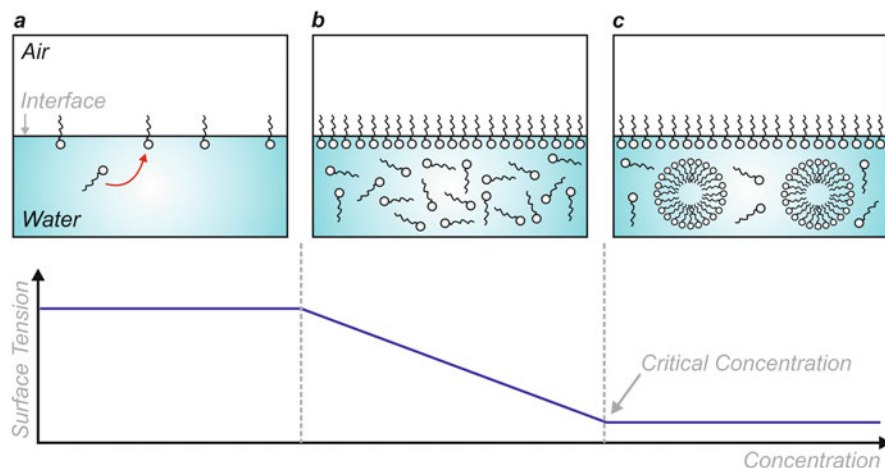 a
b
c
Air
Interface
Water
Surface Tension
Critical Concentration
Concentration